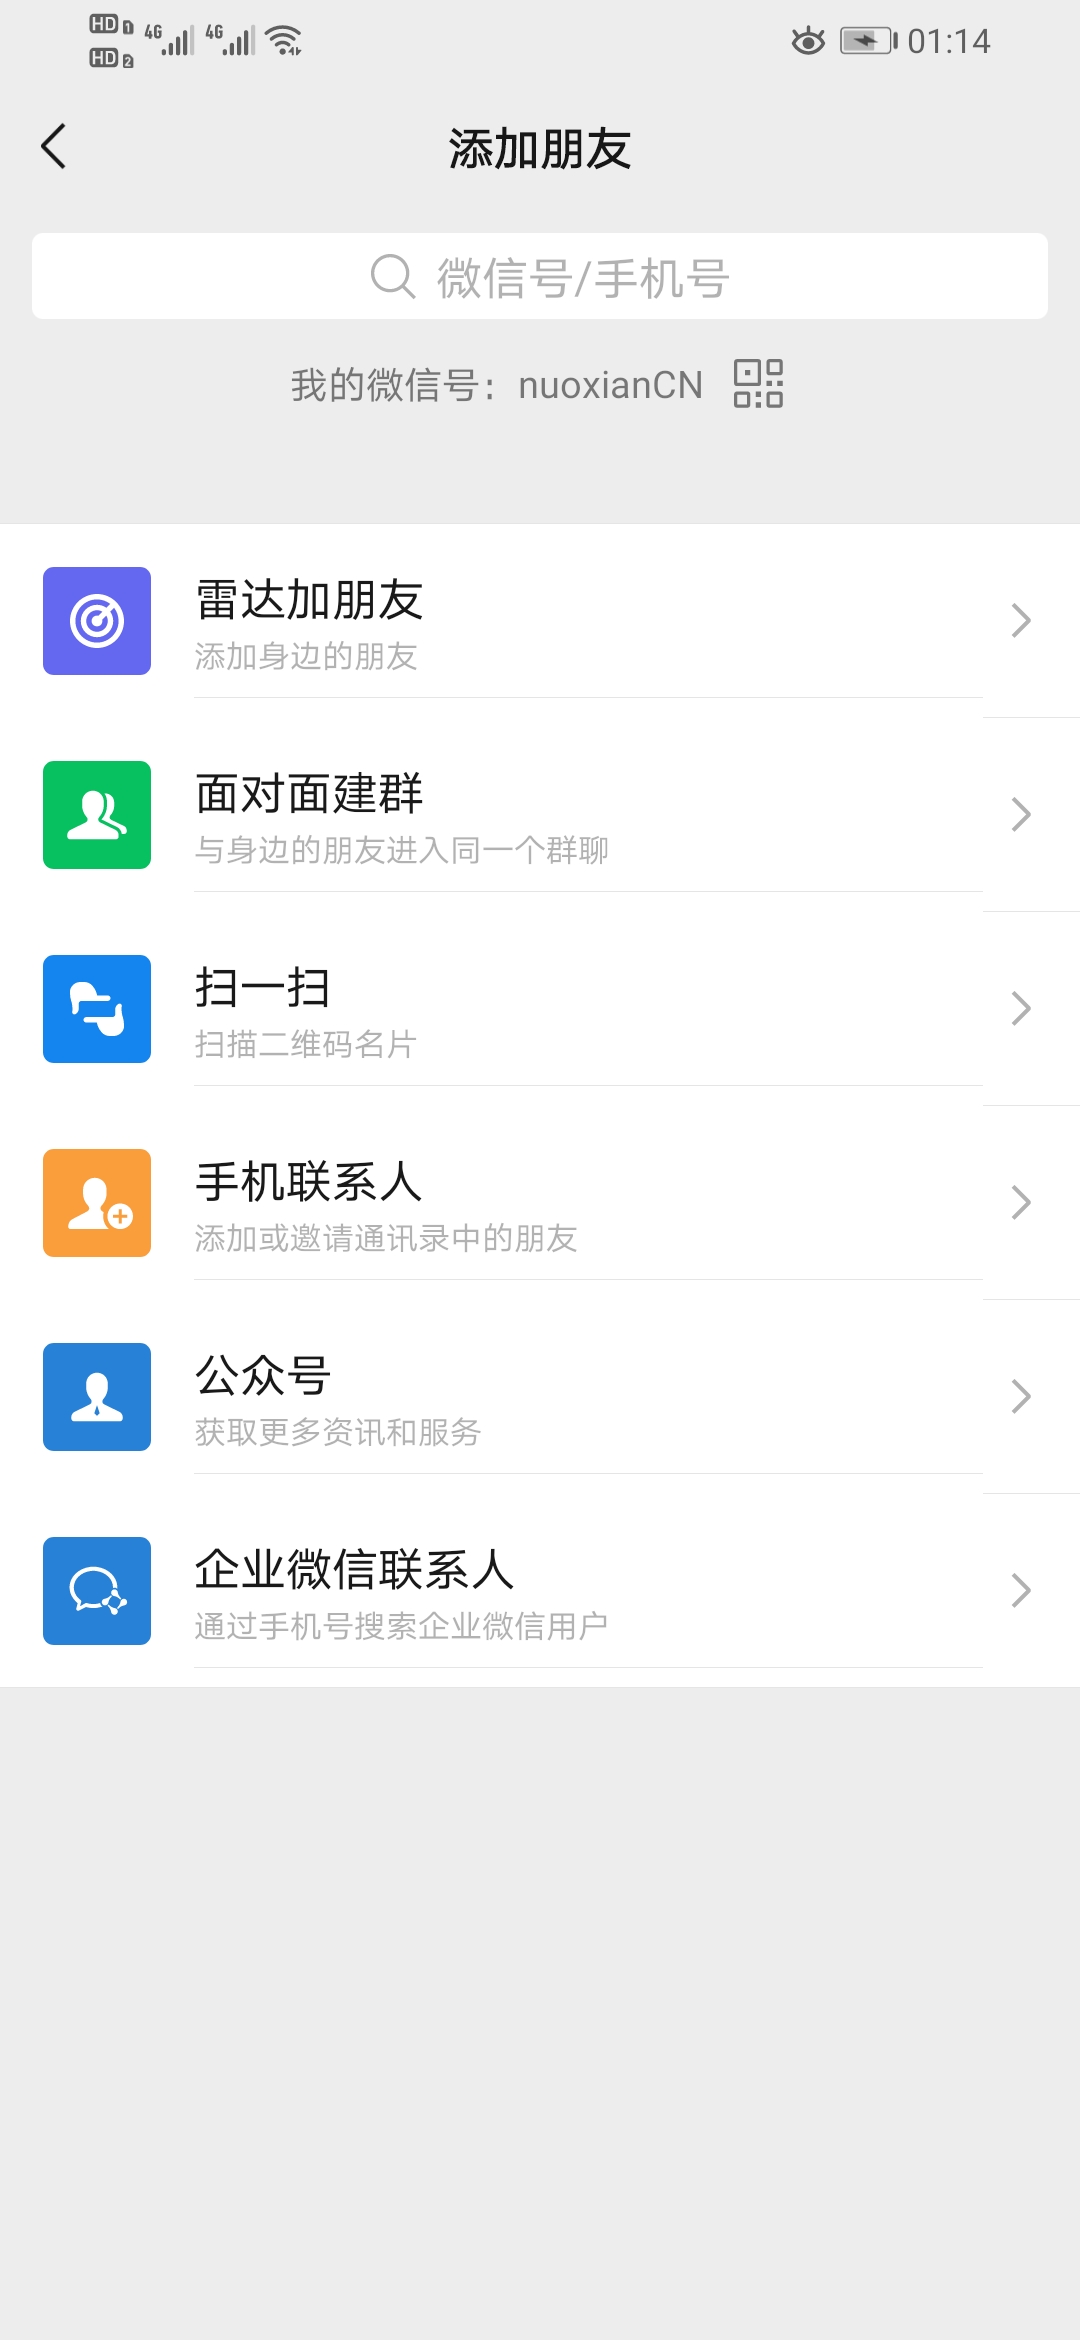 HD 1 4G 4G
HD 2
01:14
添加朋友
微信号/手机号
我的微信号：nuoxianCN
雷达加朋友
添加身边的朋友
面对面建群
与身边的朋友进入同一个群聊
扫一扫
扫描二维码名片
手机联系人
添加或邀请通讯录中的朋友
公众号
获取更多资讯和服务
企业微信联系人
通过手机号搜索企业微信用户